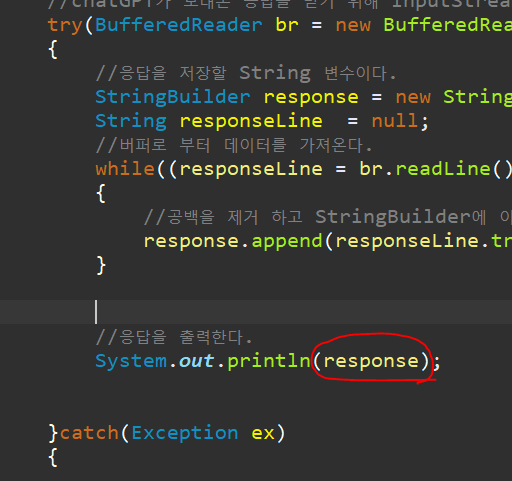 //chatGPT가 보내온 응답을 받기 위해 InputStrea
try(BufferedReader br = new BufferedRea
{
//응답을 저장할 String 변수이다.
StringBuilder response = new String
String responseLine  = null;
//버퍼로 부터 데이터를 가져온다.
while((responseLine = br.readLine()
{
//공백을 제거 하고 StringBuilder에 이
response.append(responseLine.tr
}
//응답을 출력한다.
System.out.println(response);
}catch(Exception ex)
{